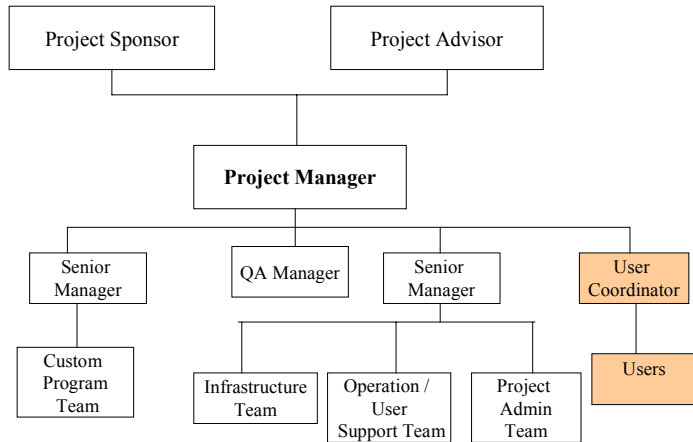 Project Sponsor
Project Advisor
Project Manager
Senior
Manager
QA Manager
Senior
Manager
User
Coordinator
Custom
Program
Team
Infrastructure
Team
Operation /
User
Support Team
Project
Admin
Team
Users